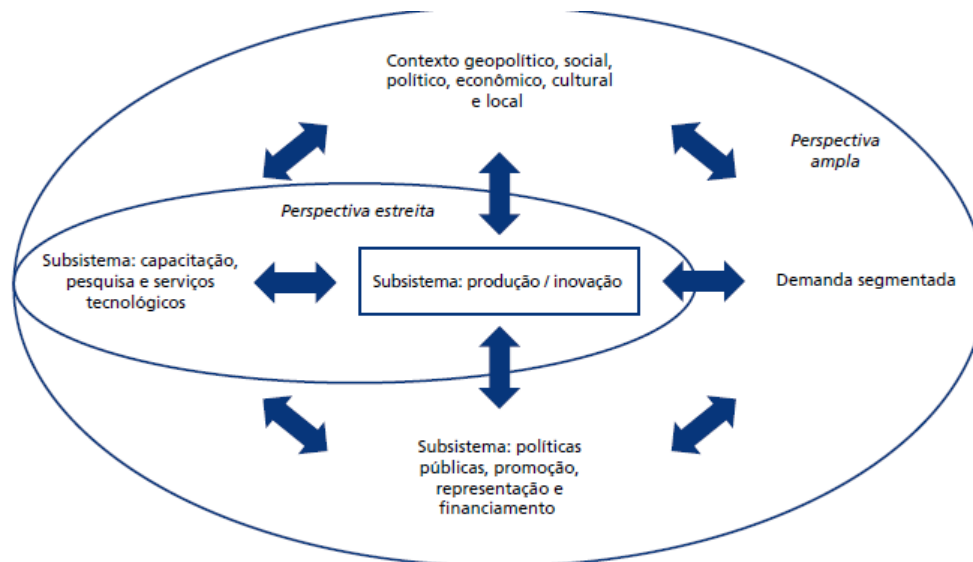 Contexto geopolítico, social,
político, econômico, cultural
e local
Perspectiva
ampla
Perspectiva estreita
Subsistema: capacitação,
pesquisa e serviços
tecnológicos
Subsistema: produção / inovação
Demanda segmentada
Subsistema: políticas
públicas, promoção,
representação e
financiamento